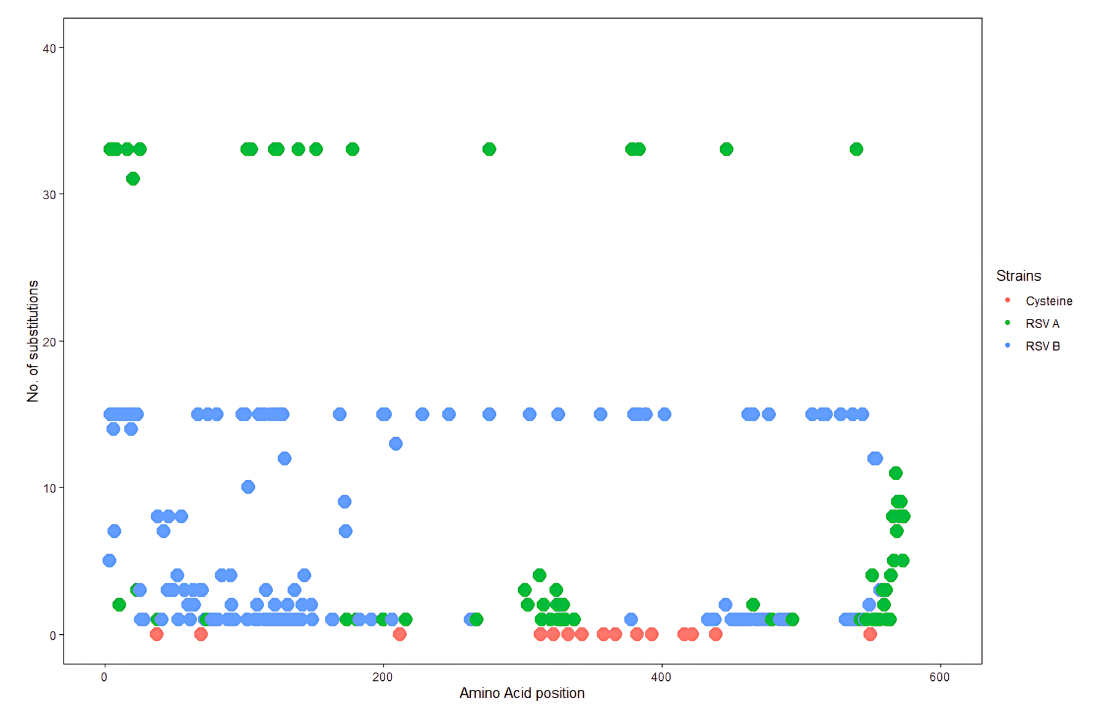 40
30
20
10
0
No. of substitutions
0 200 400 600
Amino Acid position
Strains
Cysteine
RSV A
RSV B